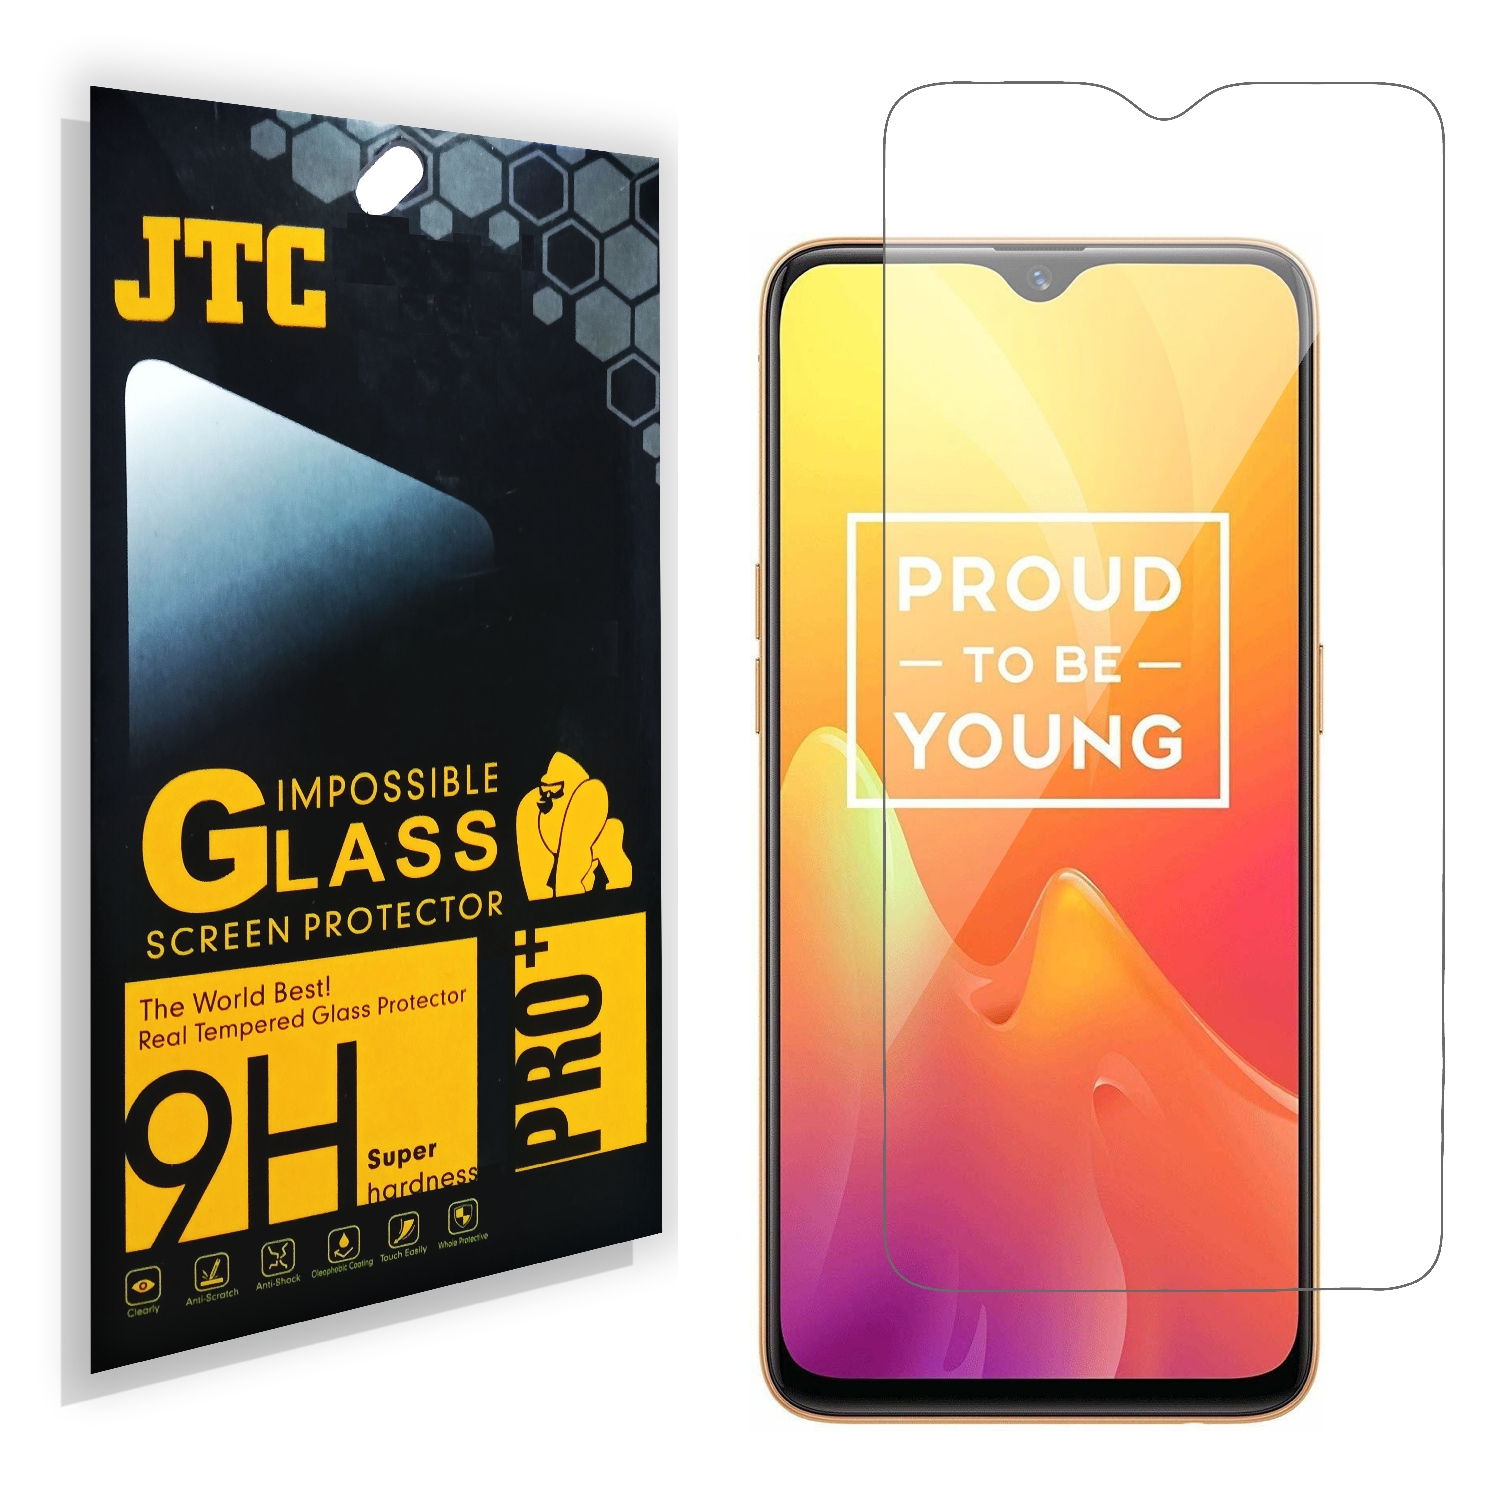 JTC
IMPOSSIBLE
GLASS
SCREEN PROTECTOR
The World Best!
Real Tempered Glass Protector
9H
Super
hardness
PRO+
Clearly
Anti-Scratch
Anti-Shock
Oleophobic Coating
Touch Easily
Whole Protective
PROUD
— TO BE —
YOUNG